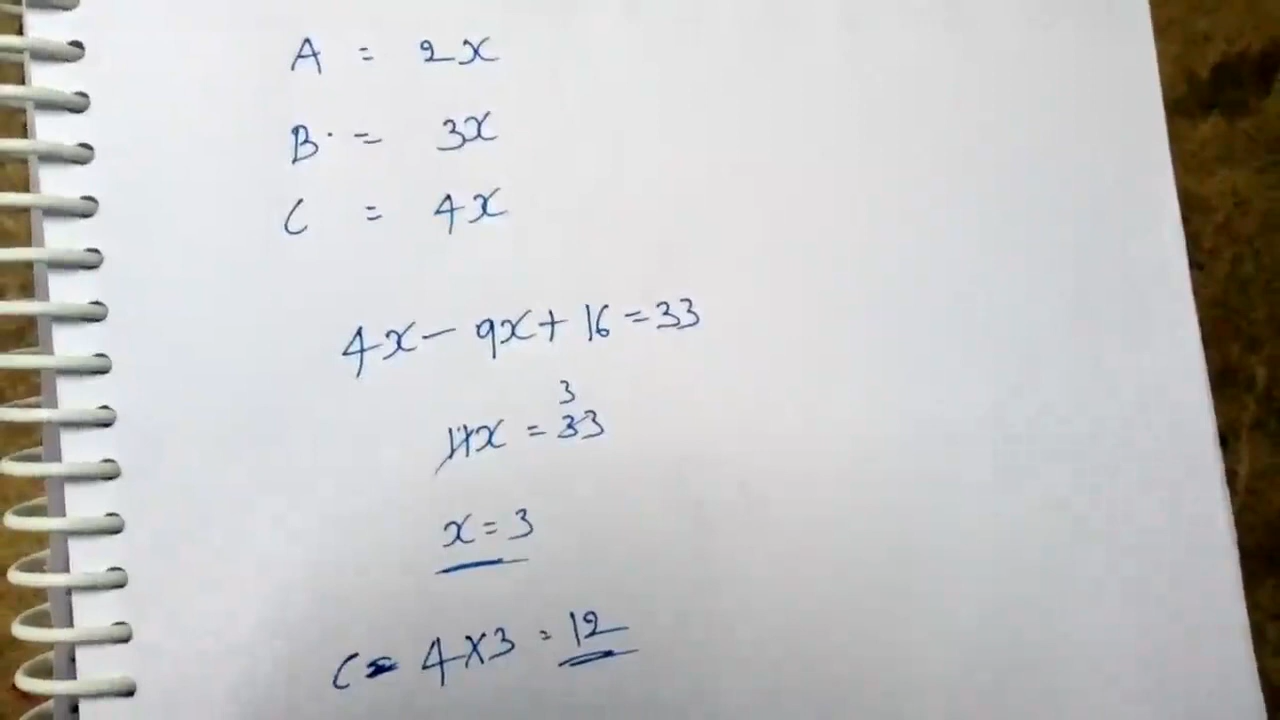 A = 2x
B = 3x
C = 4x
4x - 9x + 16 = 33
3
11x = 33
x = 3
C = 4x3 = 12